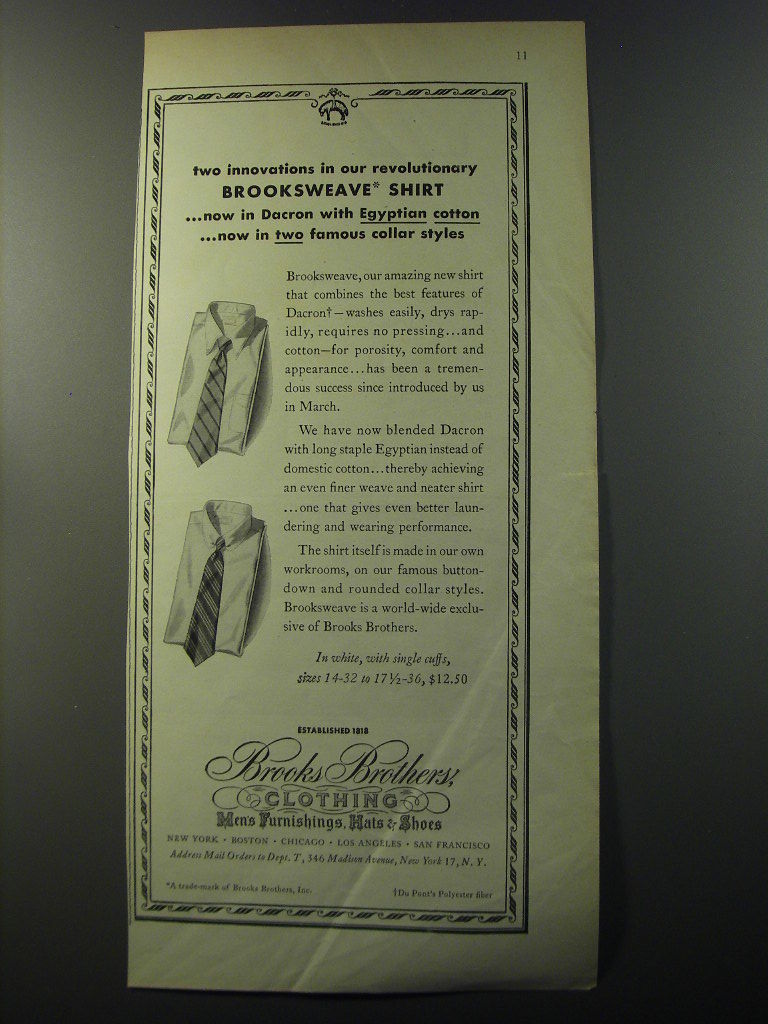 11
two innovations in our revolutionary
BROOKSWEAVE* SHIRT
...now in Dacron with Egyptian cotton
...now in two famous collar styles
Brooksweave, our amazing new shirt
that combines the best features of
Dacron†—washes easily, drys rap-
idly, requires no pressing...and
cotton—for porosity, comfort and
appearance...has been a tremen-
dous success since introduced by us
in March.
We have now blended Dacron
with long staple Egyptian instead of
domestic cotton...thereby achieving
an even finer weave and neater shirt
...one that gives even better laun-
dering and wearing performance.
The shirt itself is made in our own
workrooms, on our famous button-
down and rounded collar styles.
Brooksweave is a world-wide exclu-
sive of Brooks Brothers.
In white, with single cuffs,
sizes 14-32 to 17½-36, $12.50
ESTABLISHED 1818
Brooks Brothers,
CLOTHING
Men's Furnishings, Hats & Shoes
NEW YORK · BOSTON · CHICAGO · LOS ANGELES · SAN FRANCISCO
Address Mail Orders to Dept. T, 346 Madison Avenue, New York 17, N. Y.
*A trade-mark of Brooks Brothers, Inc.
†Du Pont's Polyester fiber